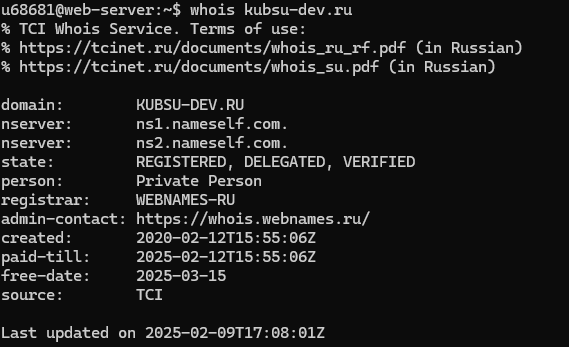 u68681@web-server:~$ whois kubsu-dev.ru
% TCI Whois Service. Terms of use:
% https://tcinet.ru/documents/whois_ru_rf.pdf (in Russian)
% https://tcinet.ru/documents/whois_su.pdf (in Russian)

domain:        KUBSU-DEV.RU
nserver:       ns1.nameself.com.
nserver:       ns2.nameself.com.
state:         REGISTERED, DELEGATED, VERIFIED
person:        Private Person
registrar:     WEBNAMES-RU
admin-contact: https://whois.webnames.ru/
created:       2020-02-12T15:55:06Z
paid-till:     2025-02-12T15:55:06Z
free-date:     2025-03-15
source:        TCI

Last updated on 2025-02-09T17:08:01Z